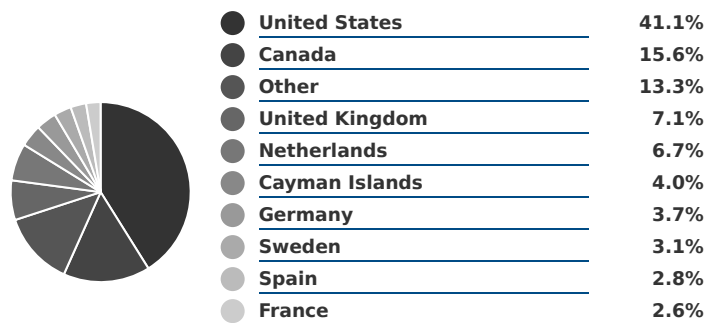 United States 41.1%
Canada 15.6%
Other 13.3%
United Kingdom 7.1%
Netherlands 6.7%
Cayman Islands 4.0%
Germany 3.7%
Sweden 3.1%
Spain 2.8%
France 2.6%